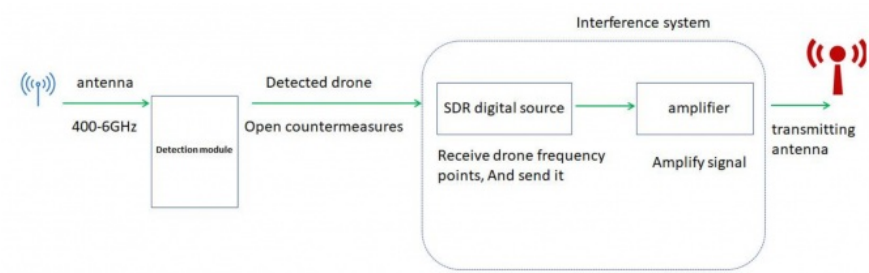 Interference system
antenna
400-6GHz
Detection module
Detected drone
Open countermeasures
SDR digital source
Receive drone frequency
points, And send it
amplifier
Amplify signal
transmitting
antenna